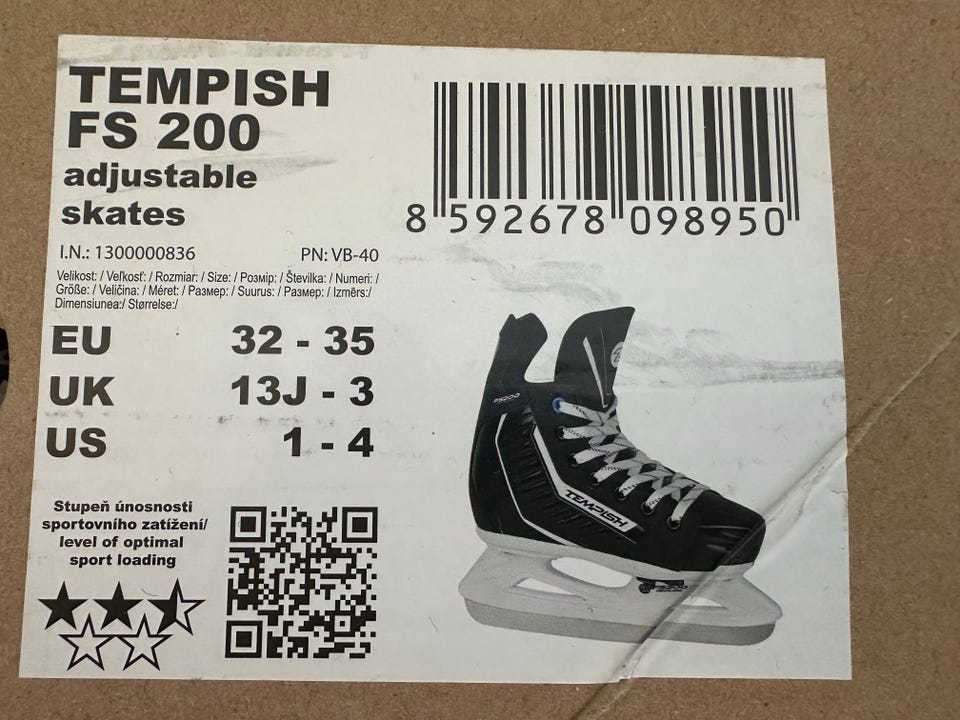 TEMPISH
FS 200
adjustable
skates
8 592678 098950
I.N.: 1300000836 PN: VB-40
Velikost: / Veľkosť: / Rozmiar: / Size: / Розмір: / Številka: / Numeri: /
Größe: / Veličina: / Méret: / Размер: / Suurus: / Размер: / Izmērs:/
Dimensiunea:/ Størrelse:/
EU 32 - 35
UK 13J - 3
US 1 - 4
Stupeň únosnosti
sportovního zatížení/
level of optimal
sport loading
FS200
TEMPISH
FS200